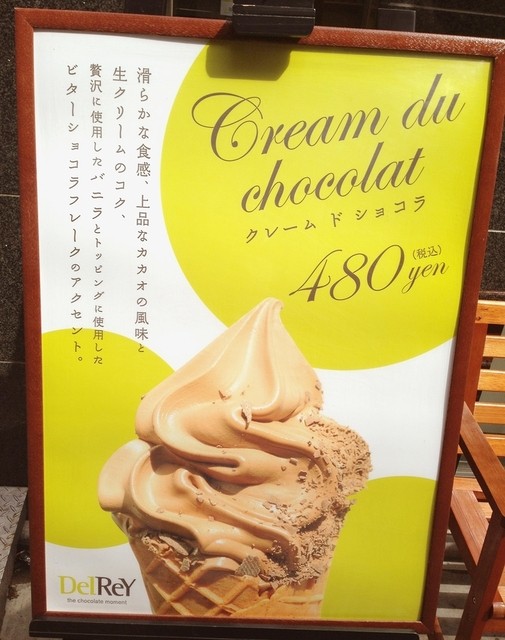 Cream du
chocolat
クレーム ド ショコラ
480 yen
(税込)
滑らかな食感、上品なカカオの風味と
生クリームのコク、
贅沢に使用したバニラとトッピングに使用した
ビターショコラフレークのアクセント。
DelReY
the chocolate moment